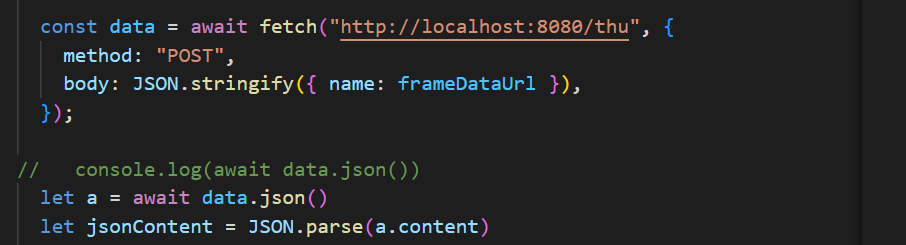 const data = await fetch("http://localhost:8080/thu", {
method: "POST",
body: JSON.stringify({ name: frameDataUrl }),
});
//   console.log(await data.json())
let a = await data.json()
let jsonContent = JSON.parse(a.content)